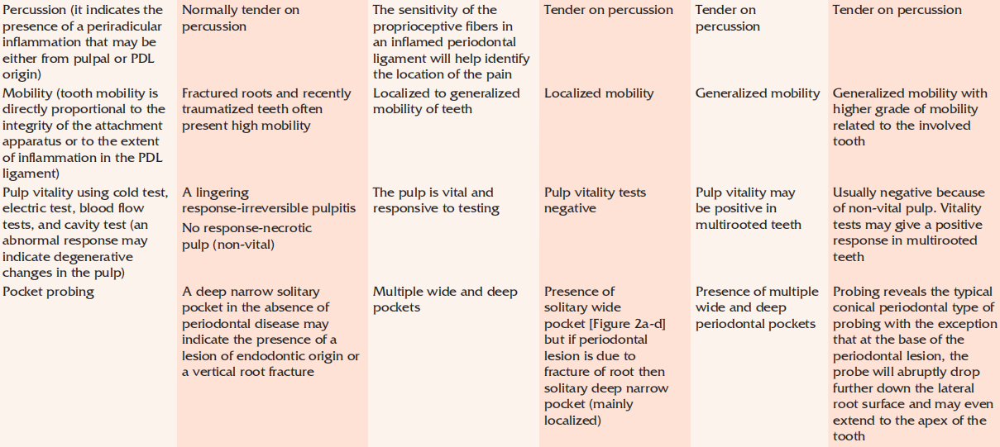 Percussion (it indicates the
presence of a periradicular
inflammation that may be
either from pulpal or PDL
origin)
Normally tender on
percussion
The sensitivity of the
proprioceptive fibers in
an inflamed periodontal
ligament will help identify
the location of the pain
Tender on percussion
Tender on
percussion
Tender on percussion
Mobility (tooth mobility is
directly proportional to the
integrity of the attachment
apparatus or to the extent
of inflammation in the PDL
ligament)
Fractured roots and recently
traumatized teeth often
present high mobility
Localized to generalized
mobility of teeth
Localized mobility
Generalized mobility
Generalized mobility with
higher grade of mobility
related to the involved
tooth
Pulp vitality using cold test,
electric test, blood flow
tests, and cavity test (an
abnormal response may
indicate degenerative
changes in the pulp)
A lingering
response-irreversible pulpitis
No response-necrotic
pulp (non-vital)
The pulp is vital and
responsive to testing
Pulp vitality tests
negative
Pulp vitality may
be positive in
multirooted teeth
Usually negative because
of non-vital pulp. Vitality
tests may give a positive
response in multirooted
teeth
Pocket probing
A deep narrow solitary
pocket in the absence of
periodontal disease may
indicate the presence of a
lesion of endodontic origin or
a vertical root fracture
Multiple wide and deep
pockets
Presence of
solitary wide
pocket [Figure 2a-d]
but if periodontal
lesion is due to
fracture of root then
solitary deep narrow
pocket (mainly
localized)
Presence of multiple
wide and deep
periodontal pockets
Probing reveals the typical
conical periodontal type of
probing with the exception
that at the base of the
periodontal lesion, the
probe will abruptly drop
further down the lateral
root surface and may even
extend to the apex of the
tooth